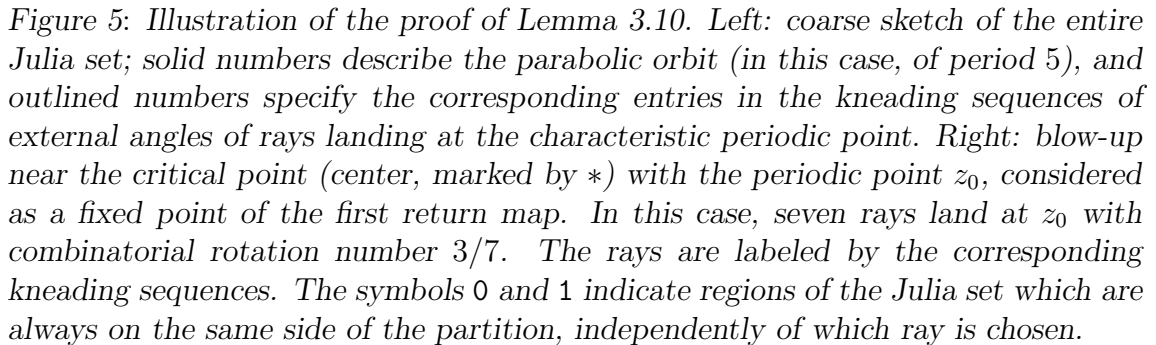 Figure 5: Illustration of the proof of Lemma 3.10. Left: coarse sketch of the entire
Julia set; solid numbers describe the parabolic orbit (in this case, of period 5), and
outlined numbers specify the corresponding entries in the kneading sequences of
external angles of rays landing at the characteristic periodic point. Right: blow-up
near the critical point (center, marked by ∗) with the periodic point z₀, considered
as a fixed point of the first return map. In this case, seven rays land at z₀ with
combinatorial rotation number 3/7. The rays are labeled by the corresponding
kneading sequences. The symbols 0 and 1 indicate regions of the Julia set which are
always on the same side of the partition, independently of which ray is chosen.